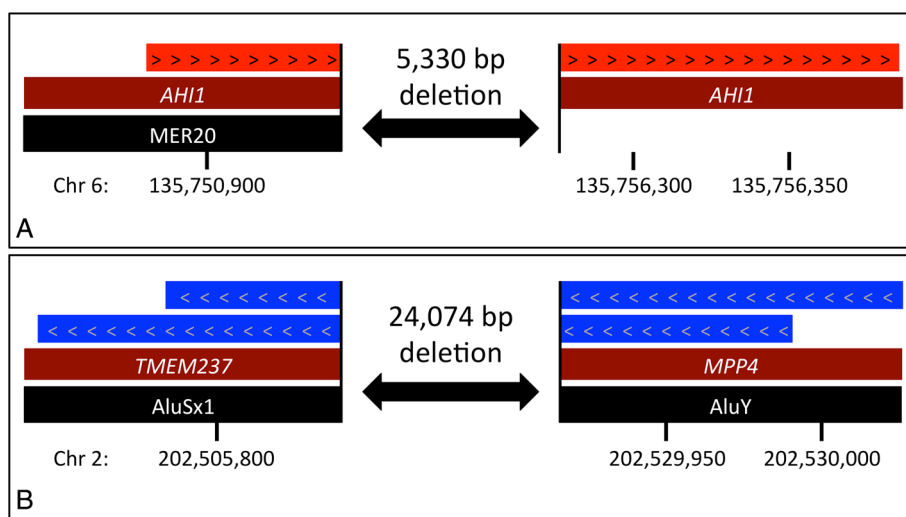 > > > > > > > > > >
5,330 bp
deletion
> > > > > > > > > > > > > > > > >
AHI1
AHI1
MER20
Chr 6:
135,750,900
135,756,300
135,756,350
A
< < < < < < < <
24,074 bp
deletion
< < < < < < < < < < < < < < < < <
< < < < < < < < < < < < < < <
< < < < < < < < < < <
TMEM237
MPP4
AluSx1
AluY
Chr 2:
202,505,800
202,529,950
202,530,000
B